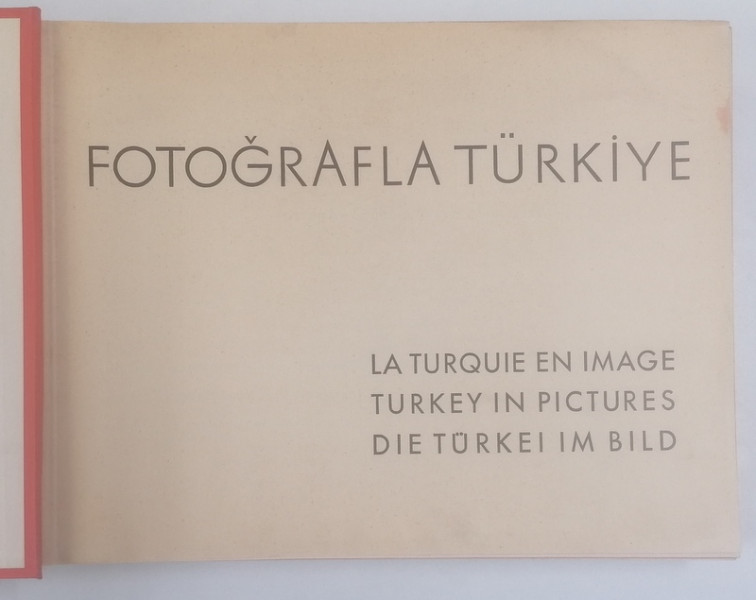 FOTOĞRAFLA TÜRKİYE
LA TURQUIE EN IMAGE
TURKEY IN PICTURES
DIE TÜRKEI IM BILD